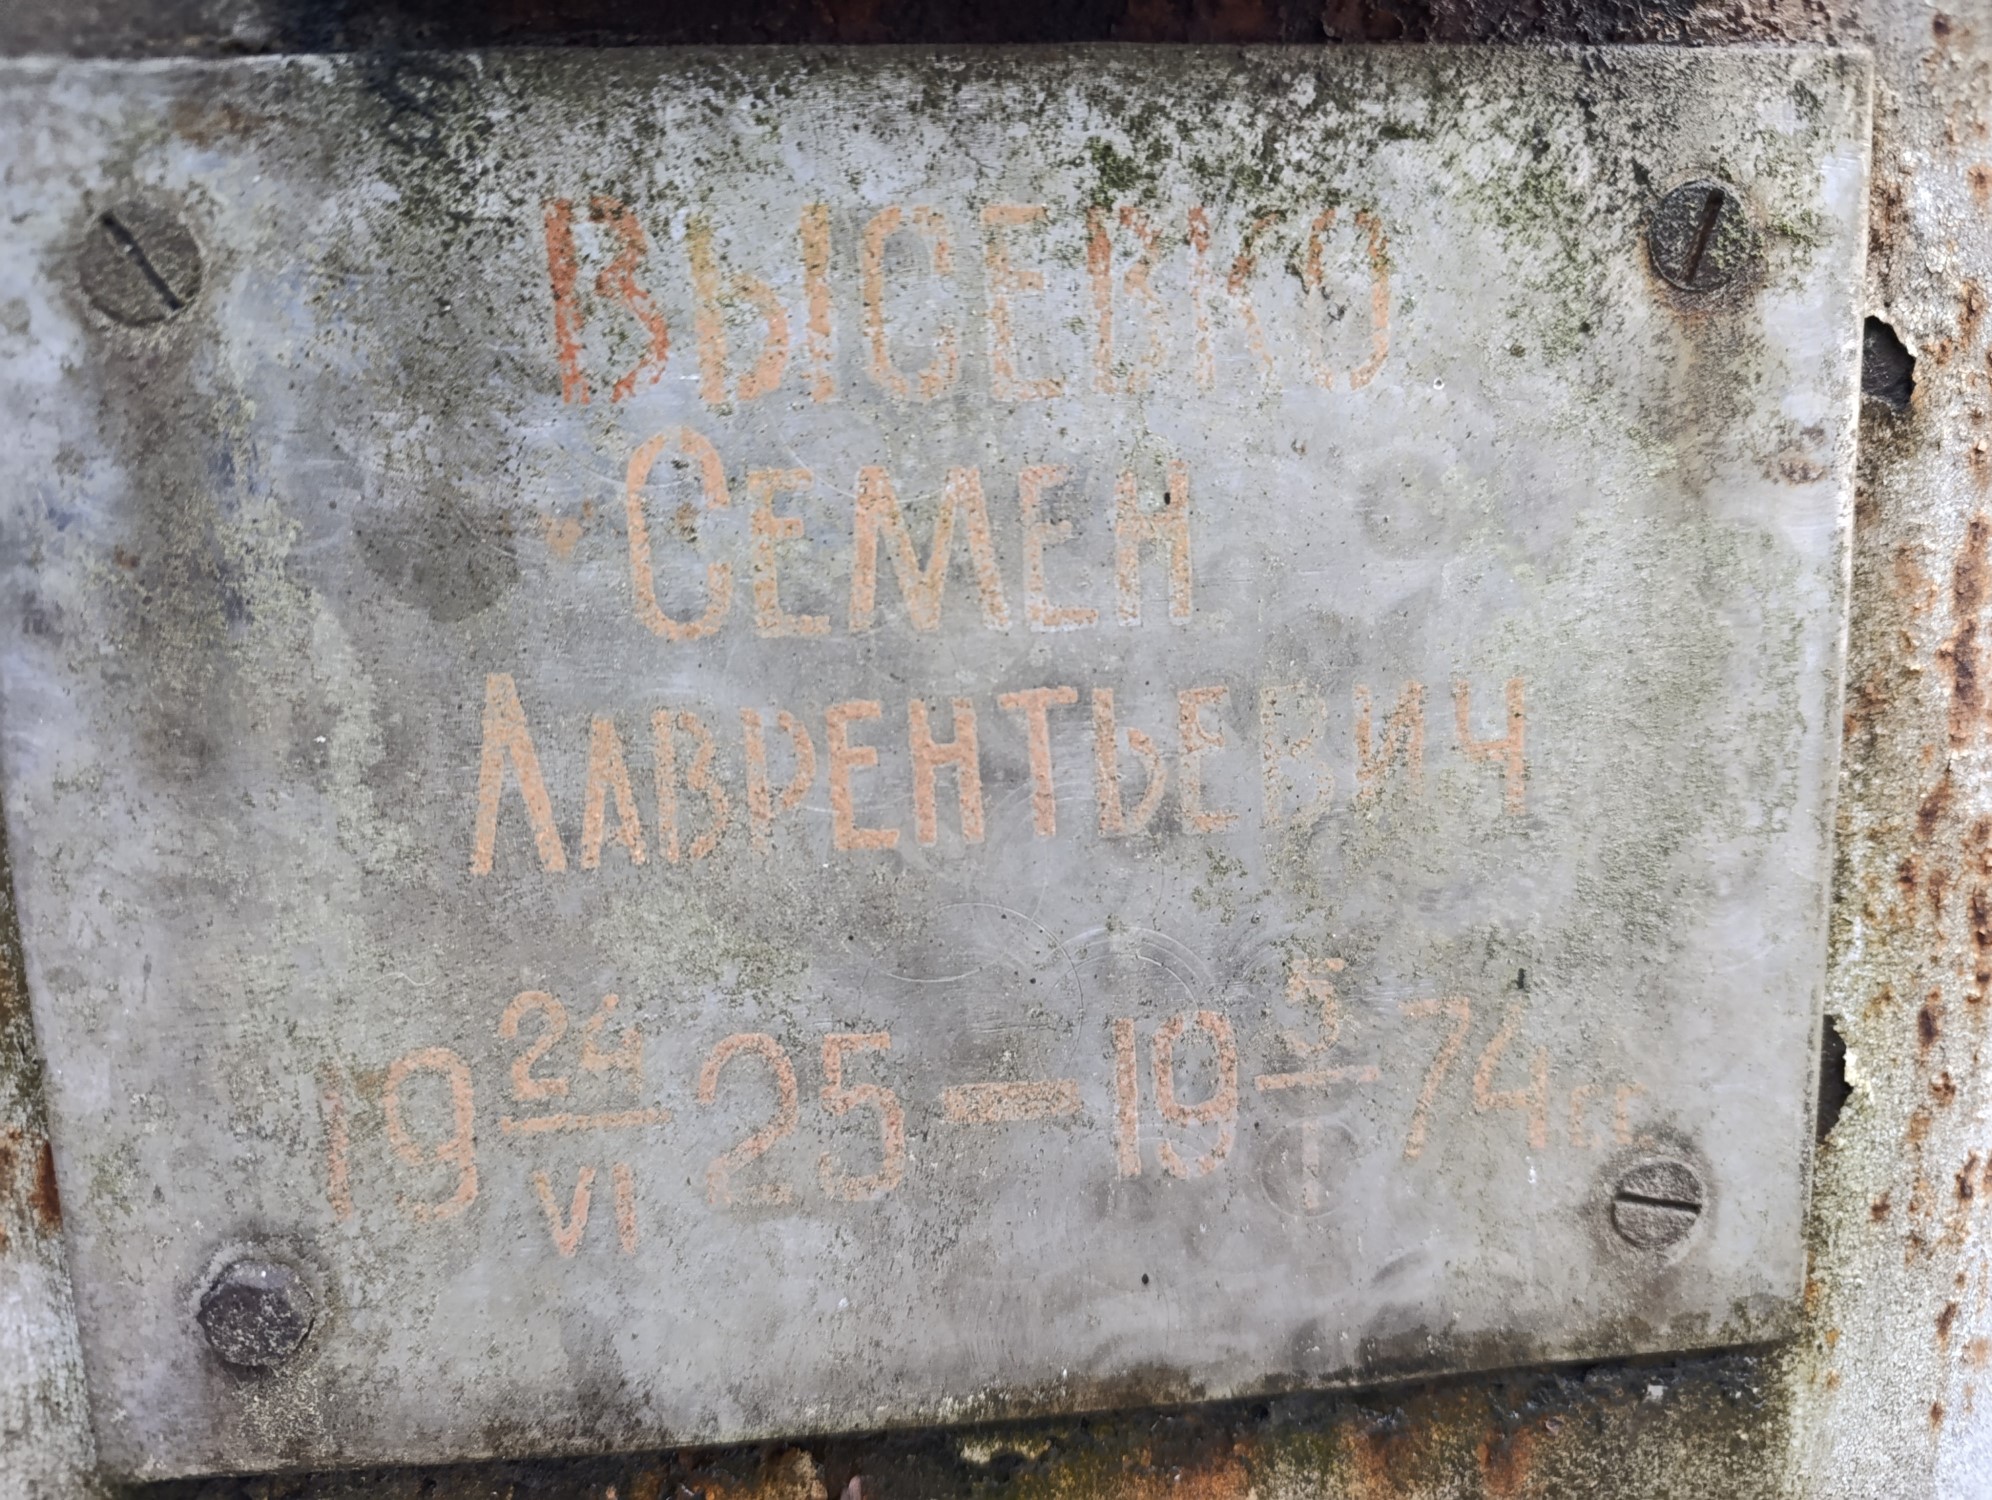 ВЫСЕВКО
СЕМЕН
ЛАВРЕНТЬЕВИЧ
19 24/VI 25 — 19 5/I 74 гг.